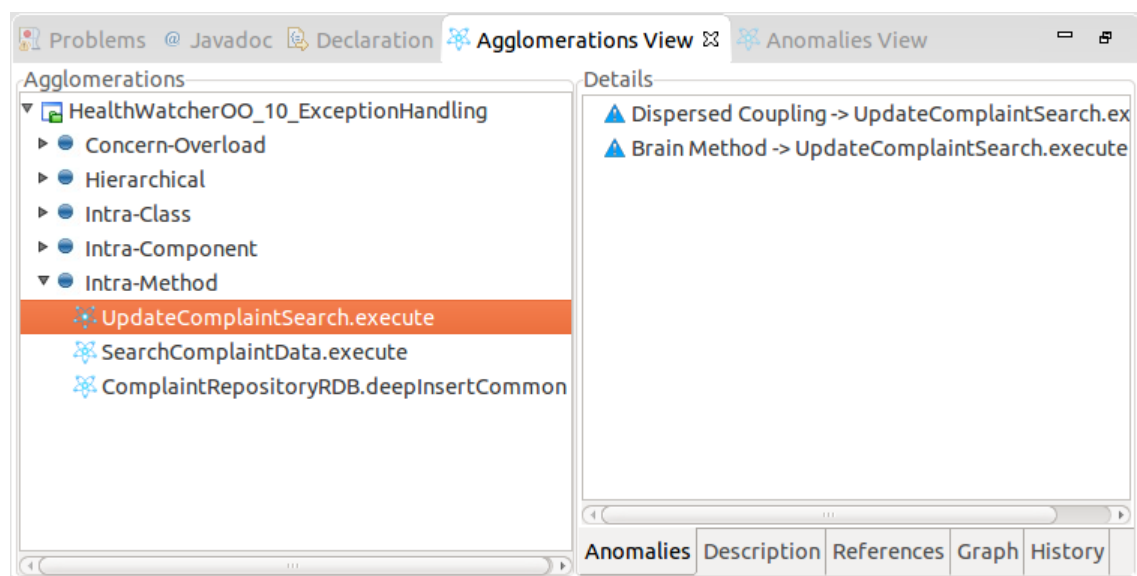 Problems @ Javadoc Declaration Agglomerations View Anomalies View
Agglomerations
HealthWatcherOO_10_ExceptionHandling
Concern-Overload
Hierarchical
Intra-Class
Intra-Component
Intra-Method
UpdateComplaintSearch.execute
SearchComplaintData.execute
ComplaintRepositoryRDB.deepInsertCommon
Details
Dispersed Coupling -> UpdateComplaintSearch.ex
Brain Method -> UpdateComplaintSearch.execute
Anomalies Description References Graph History